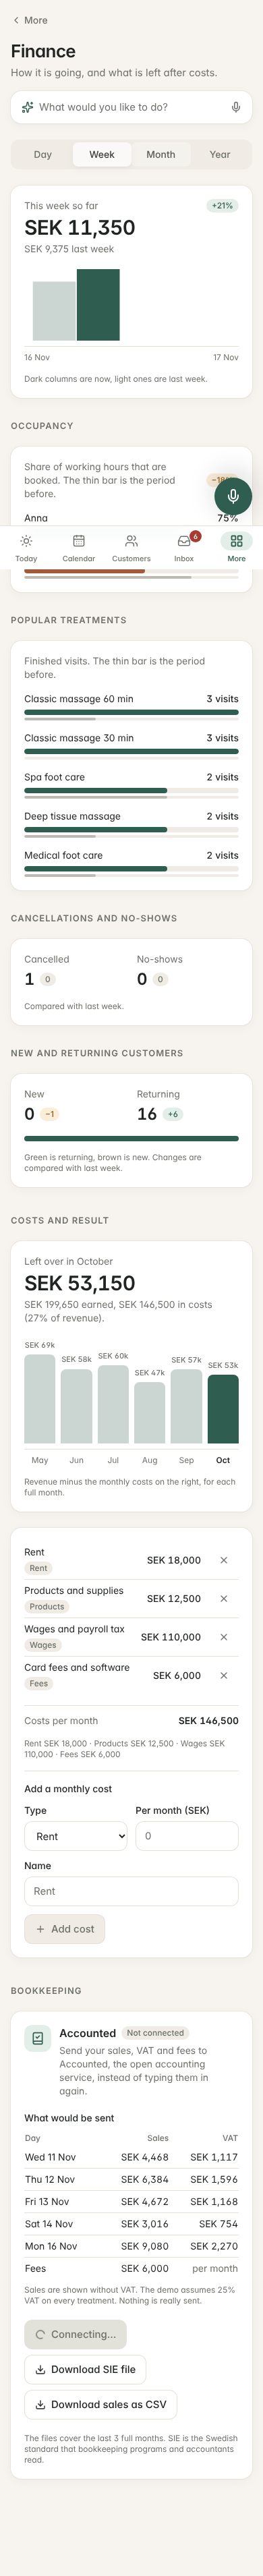 More
Finance
How it is going, and what is left after costs.
What would you like to do?
Day Week Month Year
This week so far +21%
SEK 11,350
SEK 9,375 last week
16 Nov 17 Nov
Dark columns are now, light ones are last week.
OCCUPANCY
Share of working hours that are
booked. The thin bar is the period
before.
Anna 75%
Today Calendar Customers Inbox 6 More
POPULAR TREATMENTS
Finished visits. The thin bar is the period
before.
Classic massage 60 min 3 visits
Classic massage 30 min 3 visits
Spa foot care 2 visits
Deep tissue massage 2 visits
Medical foot care 2 visits
CANCELLATIONS AND NO-SHOWS
Cancelled No-shows
1 0 0 0
Compared with last week.
NEW AND RETURNING CUSTOMERS
New Returning
0 −1 16 +6
Green is returning, brown is new. Changes are
compared with last week.
COSTS AND RESULT
Left over in October
SEK 53,150
SEK 199,650 earned, SEK 146,500 in costs
(27% of revenue).
SEK 69k SEK 58k SEK 60k SEK 47k SEK 57k SEK 53k
May Jun Jul Aug Sep Oct
Revenue minus the monthly costs on the right, for each
full month.
Rent SEK 18,000
Rent
Products and supplies SEK 12,500
Products
Wages and payroll tax SEK 110,000
Wages
Card fees and software SEK 6,000
Fees
Costs per month SEK 146,500
Rent SEK 18,000 · Products SEK 12,500 · Wages SEK
110,000 · Fees SEK 6,000
Add a monthly cost
Type Per month (SEK)
Rent 0
Name
Rent
Add cost
BOOKKEEPING
Accounted Not connected
Send your sales, VAT and fees to
Accounted, the open accounting
service, instead of typing them in
again.
What would be sent
Day Sales VAT
Wed 11 Nov SEK 4,468 SEK 1,117
Thu 12 Nov SEK 6,384 SEK 1,596
Fri 13 Nov SEK 4,672 SEK 1,168
Sat 14 Nov SEK 3,016 SEK 754
Mon 16 Nov SEK 9,080 SEK 2,270
Fees SEK 6,000 per month
Sales are shown without VAT. The demo assumes 25%
VAT on every treatment. Nothing is really sent.
Connecting...
Download SIE file
Download sales as CSV
The files cover the last 3 full months. SIE is the Swedish
standard that bookkeeping programs and accountants
read.